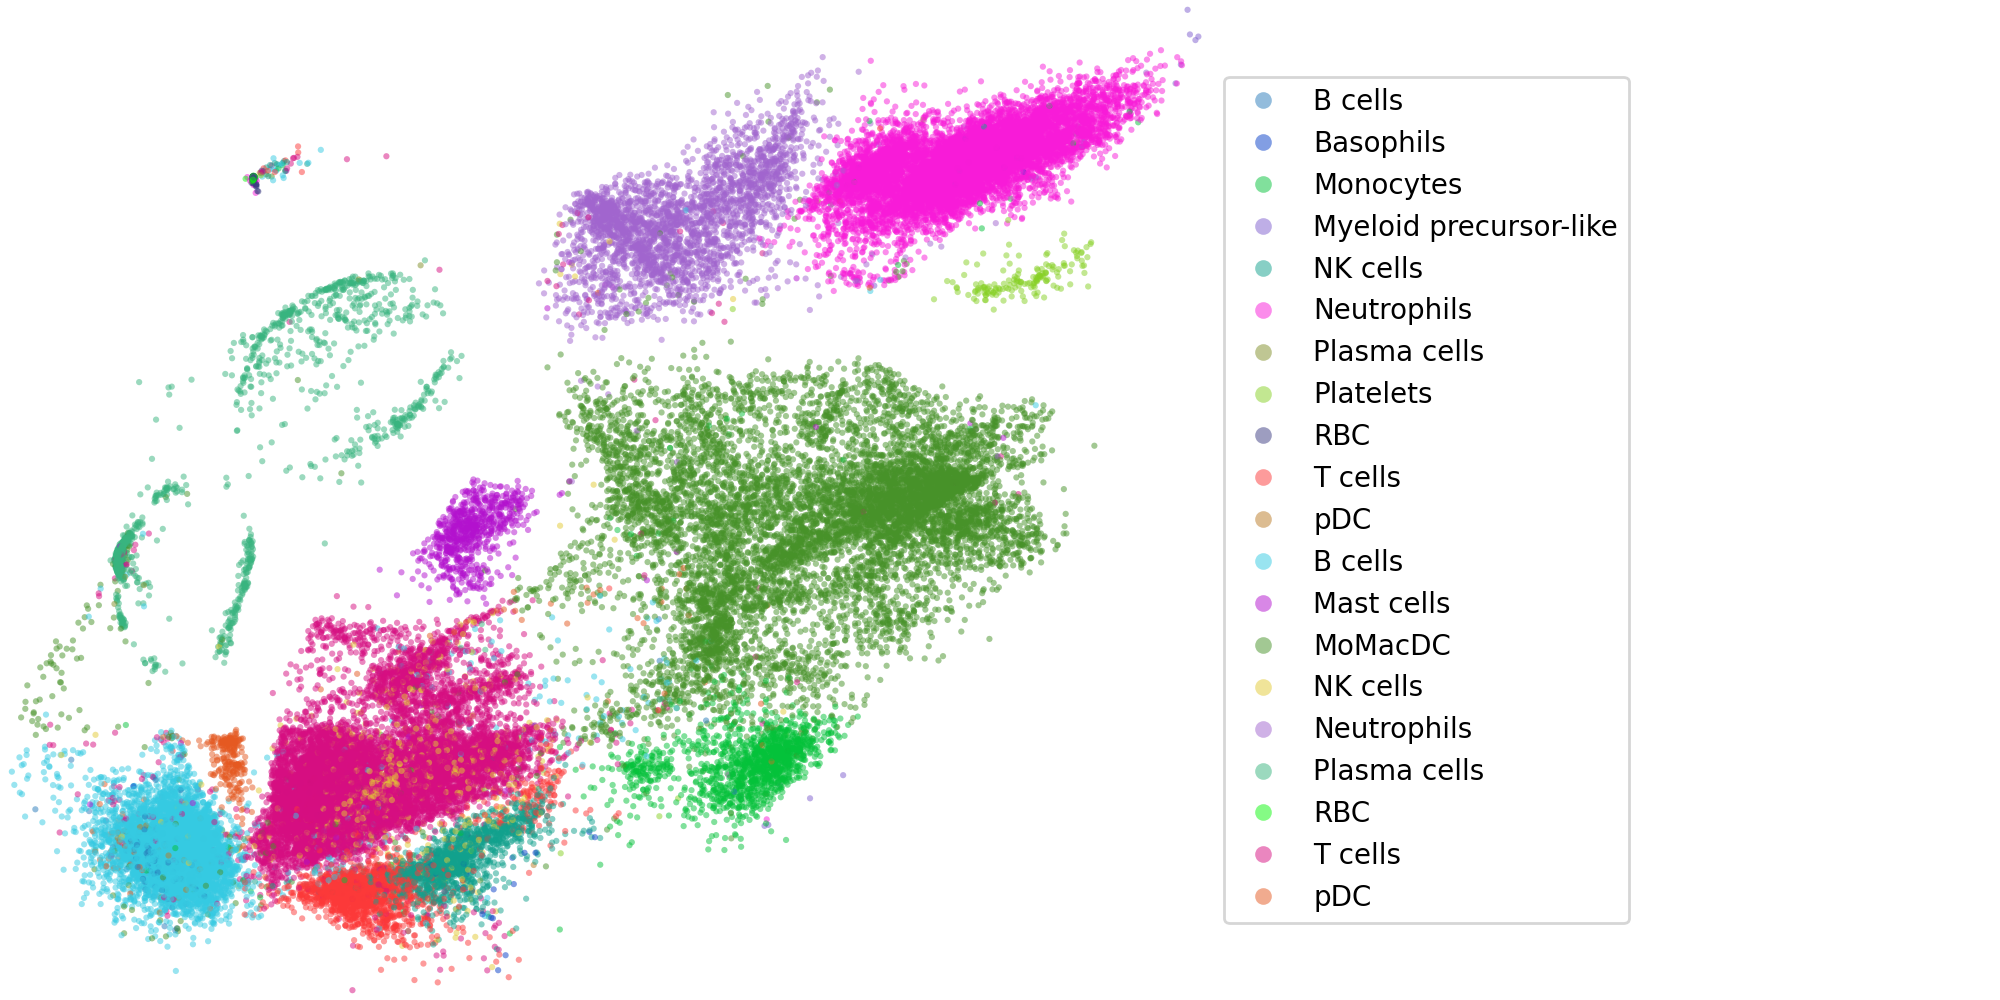 B cells
Basophils
Monocytes
Myeloid precursor-like
NK cells
Neutrophils
Plasma cells
Platelets
RBC
T cells
pDC
B cells
Mast cells
MoMacDC
NK cells
Neutrophils
Plasma cells
RBC
T cells
pDC